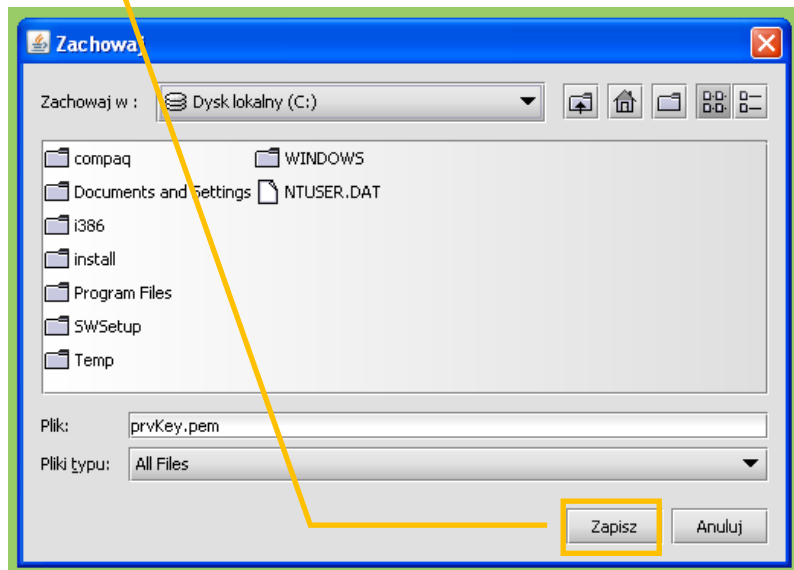 Zachowaj
Zachowaj w : Dysk lokalny (C:)
compaq WINDOWS
Documents and Settings NTUSER.DAT
i386
install
Program Files
SWSetup
Temp
Plik: prvKey.pem
Pliki typu: All Files
Zapisz Anuluj